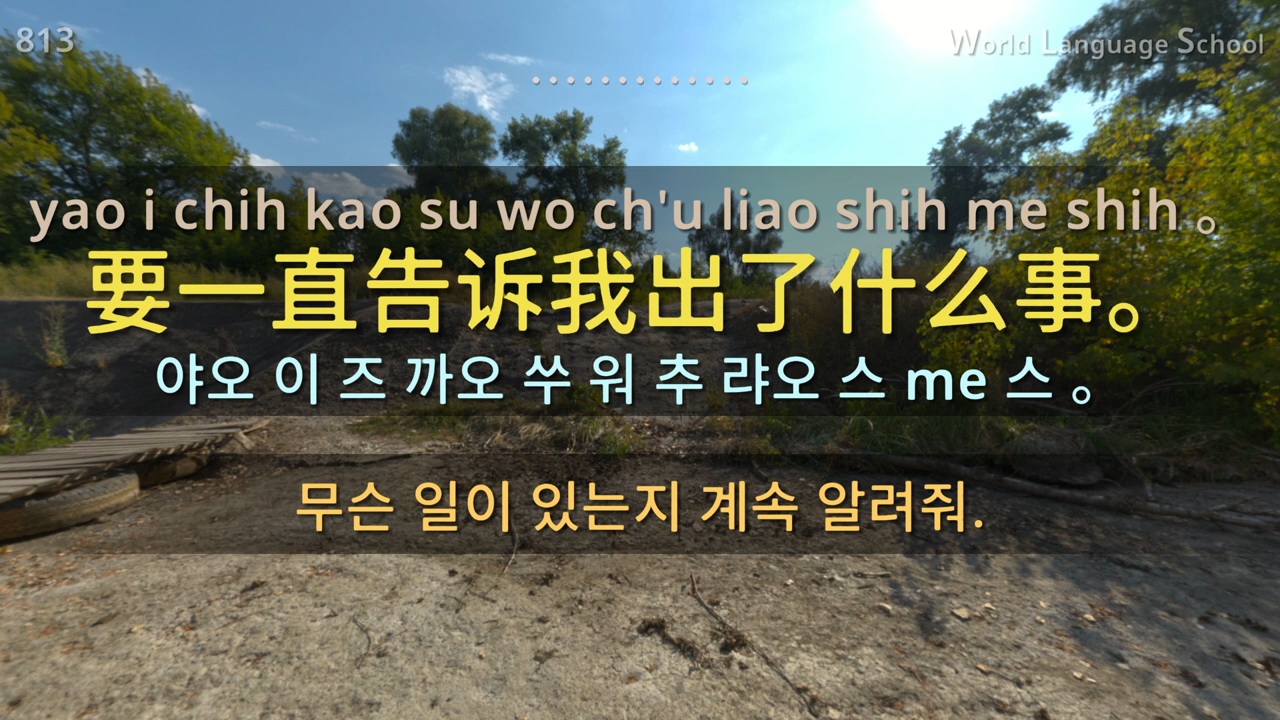 813
World Language School
yao i chih kao su wo ch'u liao shih me shih 。
要一直告诉我出了什么事。
야오 이 즈 까오 쑤 워 추 랴오 스 me 스 。
무슨 일이 있는지 계속 알려줘.